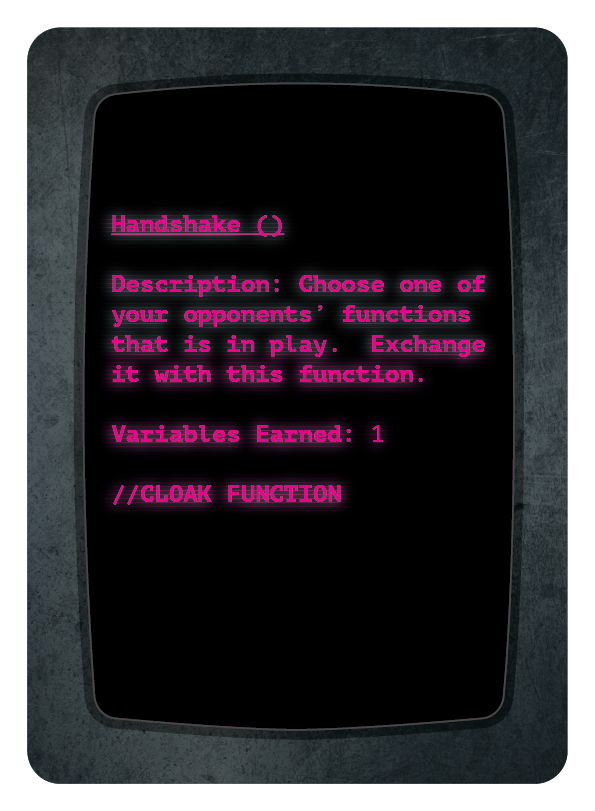 Handshake ()
Description: Choose one of
your opponents’ functions
that is in play.  Exchange
it with this function.
Variables Earned: 1
//CLOAK FUNCTION